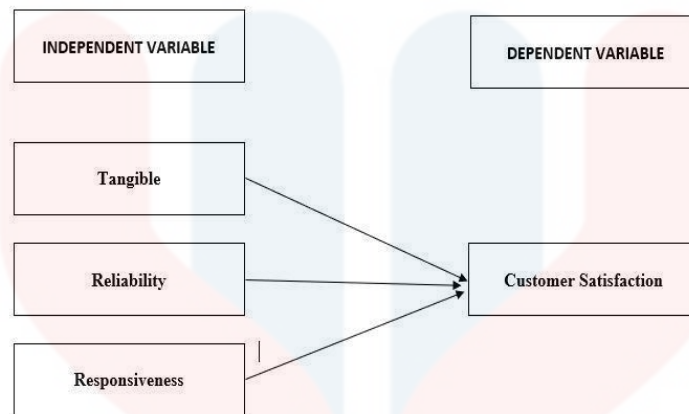 INDEPENDENT VARIABLE
DEPENDENT VARIABLE
Tangible
Reliability
Customer Satisfaction
Responsiveness